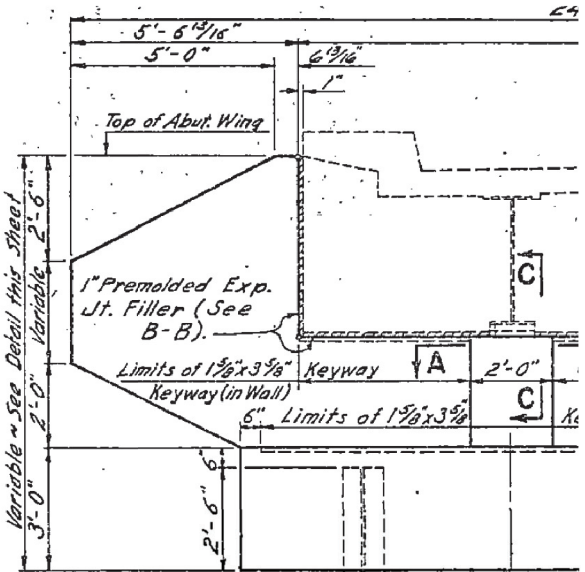 5'-6 13/16"
5'-0"
6 13/16"
1"
Top of Abut. Wing
Variable ~ See Detail this Sheet
2'-6"
Variable
2'-0"
3'-0"
1" Premolded Exp.
Jt. Filler (See
B-B).
C
Limits of 1 5/8" x 3 5/8"
Keyway (in Wall)
Keyway
A
2'-0"
C
6"
Limits of 1 5/8" x 3 5/8"
6"
2'-6"